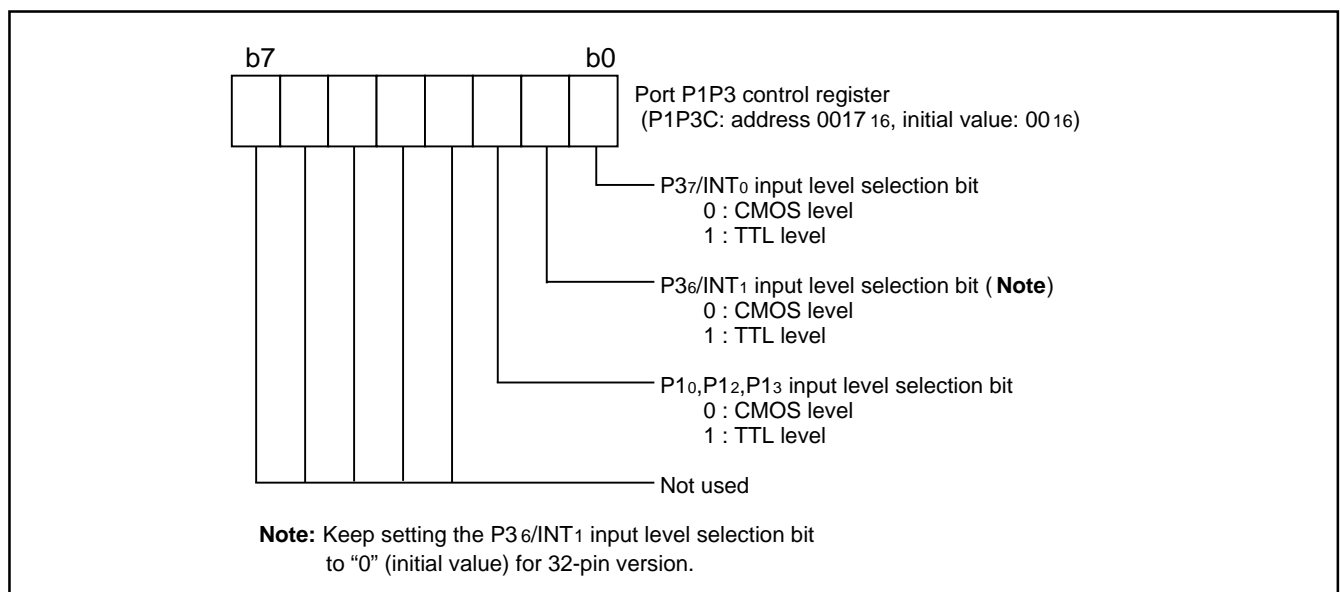 b7 b0
Port P1P3 control register
(P1P3C: address 0017 16, initial value: 00 16)
P37/INT0 input level selection bit
0 : CMOS level
1 : TTL level
P36/INT1 input level selection bit ( Note)
0 : CMOS level
1 : TTL level
P10,P12,P13 input level selection bit
0 : CMOS level
1 : TTL level
Not used
Note: Keep setting the P3 6/INT1 input level selection bit
to “0” (initial value) for 32-pin version.